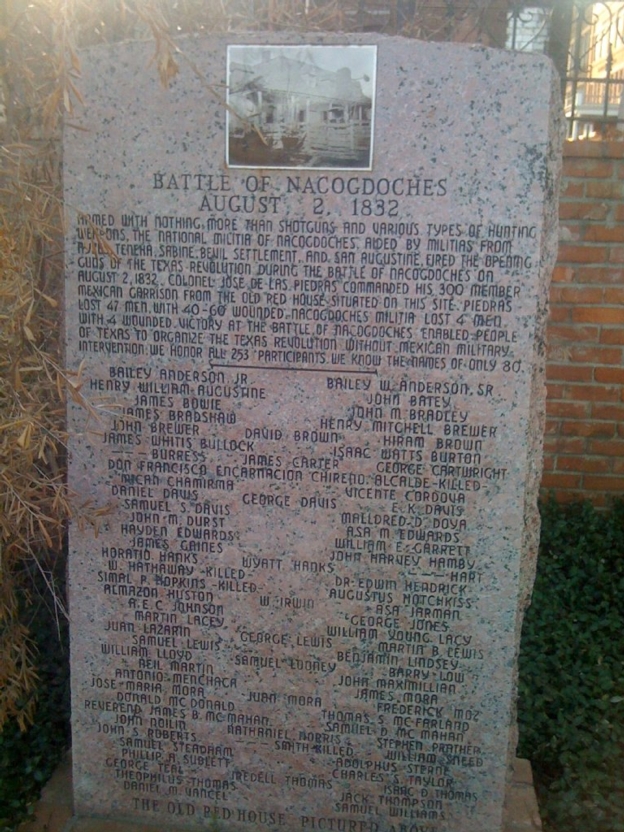 BATTLE OF NACOGDOCHES
AUGUST 2, 1832
ARMED WITH NOTHING MORE THAN SHOTGUNS AND VARIOUS TYPES OF HUNTING
WEAPONS, THE NATIONAL MILITIA OF NACOGDOCHES, AIDED BY MILITIAS FROM
AYISH, TENEHA, SABINE, BEVIL SETTLEMENT, AND, SAN AUGUSTINE, FIRED THE OPENING
GUNS OF THE TEXAS REVOLUTION DURING THE BATTLE OF NACOGDOCHES ON
AUGUST 2, 1832. COLONEL JOSE DE LAS PIEDRAS COMMANDED HIS 300 MEMBER
MEXICAN GARRISON FROM THE OLD RED HOUSE SITUATED ON THIS SITE. PIEDRAS
LOST 47 MEN, WITH 40-60 WOUNDED. NACOGDOCHES MILITIA LOST 4 MEN
WITH 4 WOUNDED. VICTORY AT THE BATTLE OF NACOGDOCHES ENABLED PEOPLE
OF TEXAS TO ORGANIZE THE TEXAS REVOLUTION WITHOUT MEXICAN MILITARY
INTERVENTION. WE HONOR ALL 253 PARTICIPANTS. WE KNOW THE NAMES OF ONLY 80.
BAILEY ANDERSON JR BAILEY W. ANDERSON, SR
HENRY WILLIAM AUGUSTINE JOHN BATEY
JAMES BOWIE JOHN M. BRADLEY
JAMES BRADSHAW HENRY MITCHELL BREWER
JOHN BREWER DAVID BROWN HIRAM BROWN
JAMES WHITIS BULLOCK ISAAC WATTS BURTON
--- BURRESS JAMES CARTER GEORGE CARTWRIGHT
DON FRANCISCO ENCARNACION CHIRENO, ALCALDE -KILLED-
MICAN CHAMIRMA VICENTE CORDOVA
DANIEL DAVIS GEORGE DAVIS E.K. DAVIS
SAMUEL S. DAVIS MALLDRED D'DOYA
JOHN M. DURST ASA M. EDWARDS
HAYDEN EDWARDS WILLIAM E. GARRETT
JAMES GAINES JOHN HARVEY HAMBY
HORATIO HANKS WYATT HANKS ---- HART
W. HATHAWAY -KILLED- DR. EDWIN HENDRICK
SIMAL P. HOPKINS -KILLED- AUGUSTUS HOTCHKISS
ALMAZON HUSTON W. IRWIN ASA JARMAN
A.E.C. JOHNSON GEORGE JONES
MARTIN LACEY WILLIAM YOUNG LACY
JUAN LAZARIN GEORGE LEWIS MARTIN B. LEWIS
SAMUEL LEWIS BENJAMIN LINDSEY
WILLIAM LLOYD SAMUEL LOONEY BARRY LOW
NEIL MARTIN JOHN MAXIMILLIAN
ANTONIO MENCHACA JAMES MORA
JOSE MARIA MORA JUAN MORA FREDERICK MOZ
DONALD MC DONALD THOMAS S. MC FARLAND
REVEREND JAMES B. MC MAHAN SAMUEL D. MC MAHAN
JOHN NOLIN NATHANIEL NORRIS STEPHEN PRATHER
JOHN S. ROBERTS --- SMITH-KILLED- WILLIAM SNEED
SAMUEL STEADHAM ADOLPHUS STERNE
PHILLIP A. SUBLETT CHARLES S. TAYLOR
GEORGE TEAL IREDELL THOMAS ISAAC D. THOMAS
THEOPHILUS THOMAS JACK THOMPSON
DANIEL M. VANCEL SAMUEL WILLIAMS
THE OLD RED HOUSE, PICTURED ABOVE